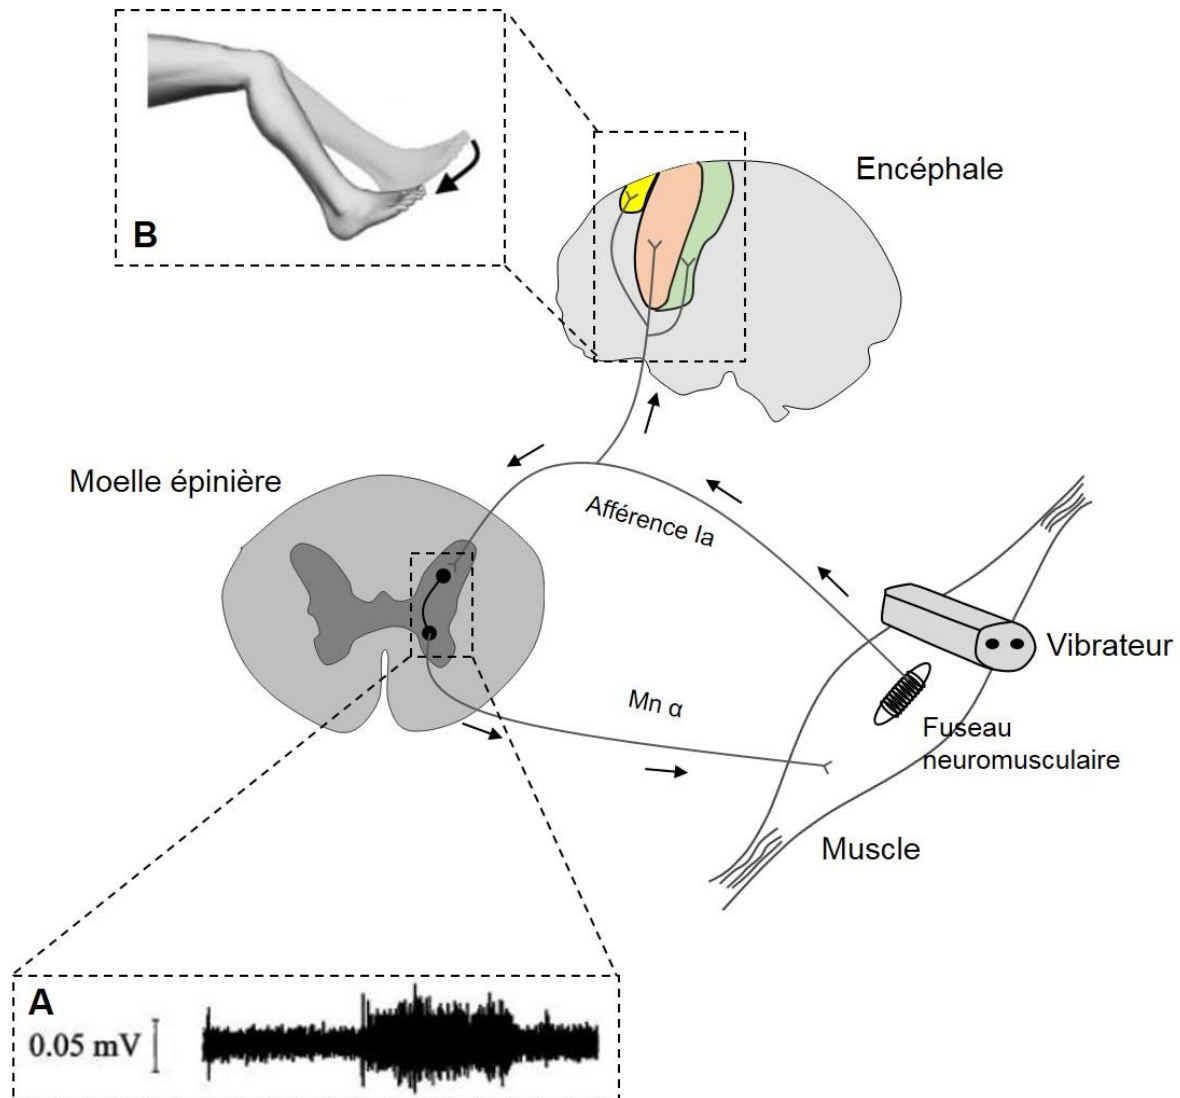 B
Encéphale
Moelle épinière
Afférence Ia
Vibrateur
Mn α
Fuseau
neuromusculaire
Muscle
A
0.05 mV